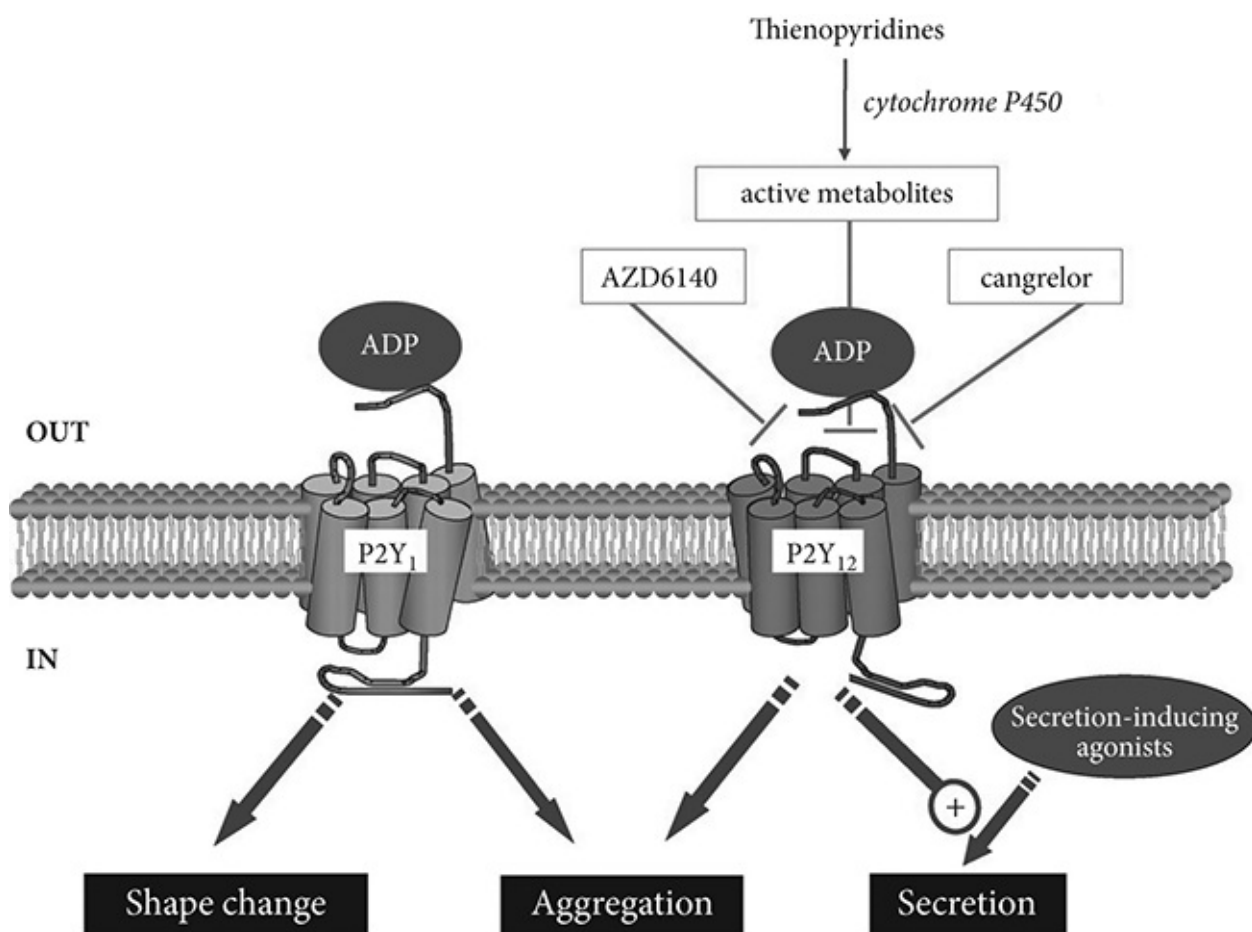 Thienopyridines
cytochrome P450
active metabolites
AZD6140
cangrelor
ADP
ADP
OUT
P2Y₁
P2Y₁₂
IN
Secretion-inducing
agonists
+
Shape change
Aggregation
Secretion